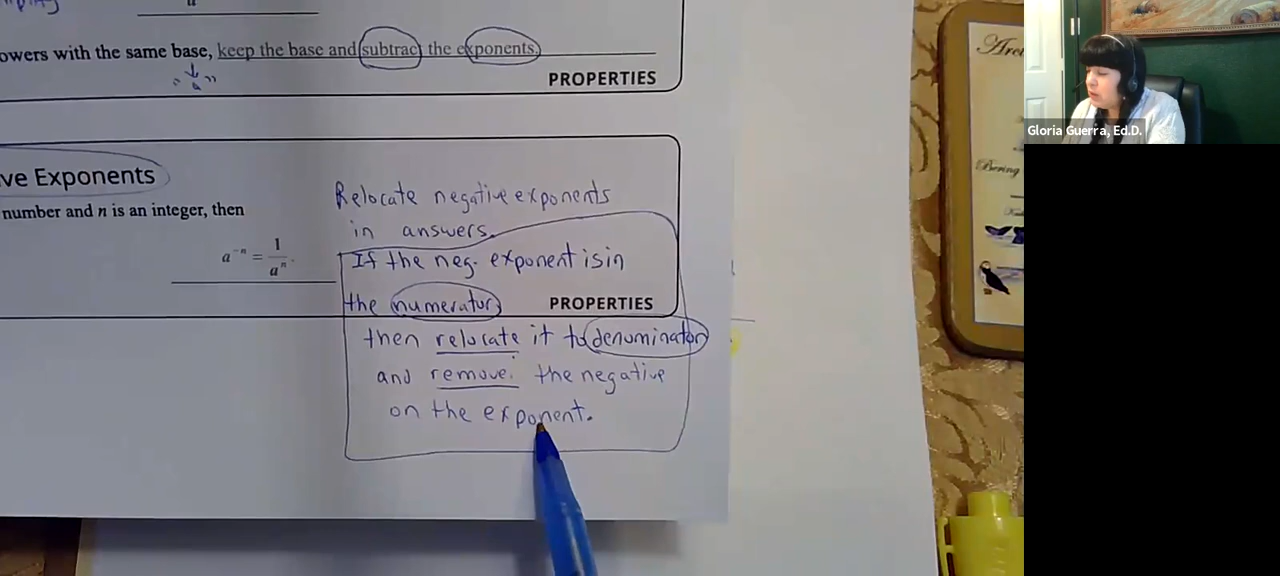 owers with the same base, keep the base and subtrac the exponents.
PROPERTIES
ve Exponents
number and n is an integer, then
a⁻ⁿ = 1/aⁿ.
Relocate negative exponents
in answers.
If the neg. exponent is in
the numerator
PROPERTIES
then relocate it to denominator
and remove the negative
on the exponent.
Gloria Guerra, Ed.D.
Bering